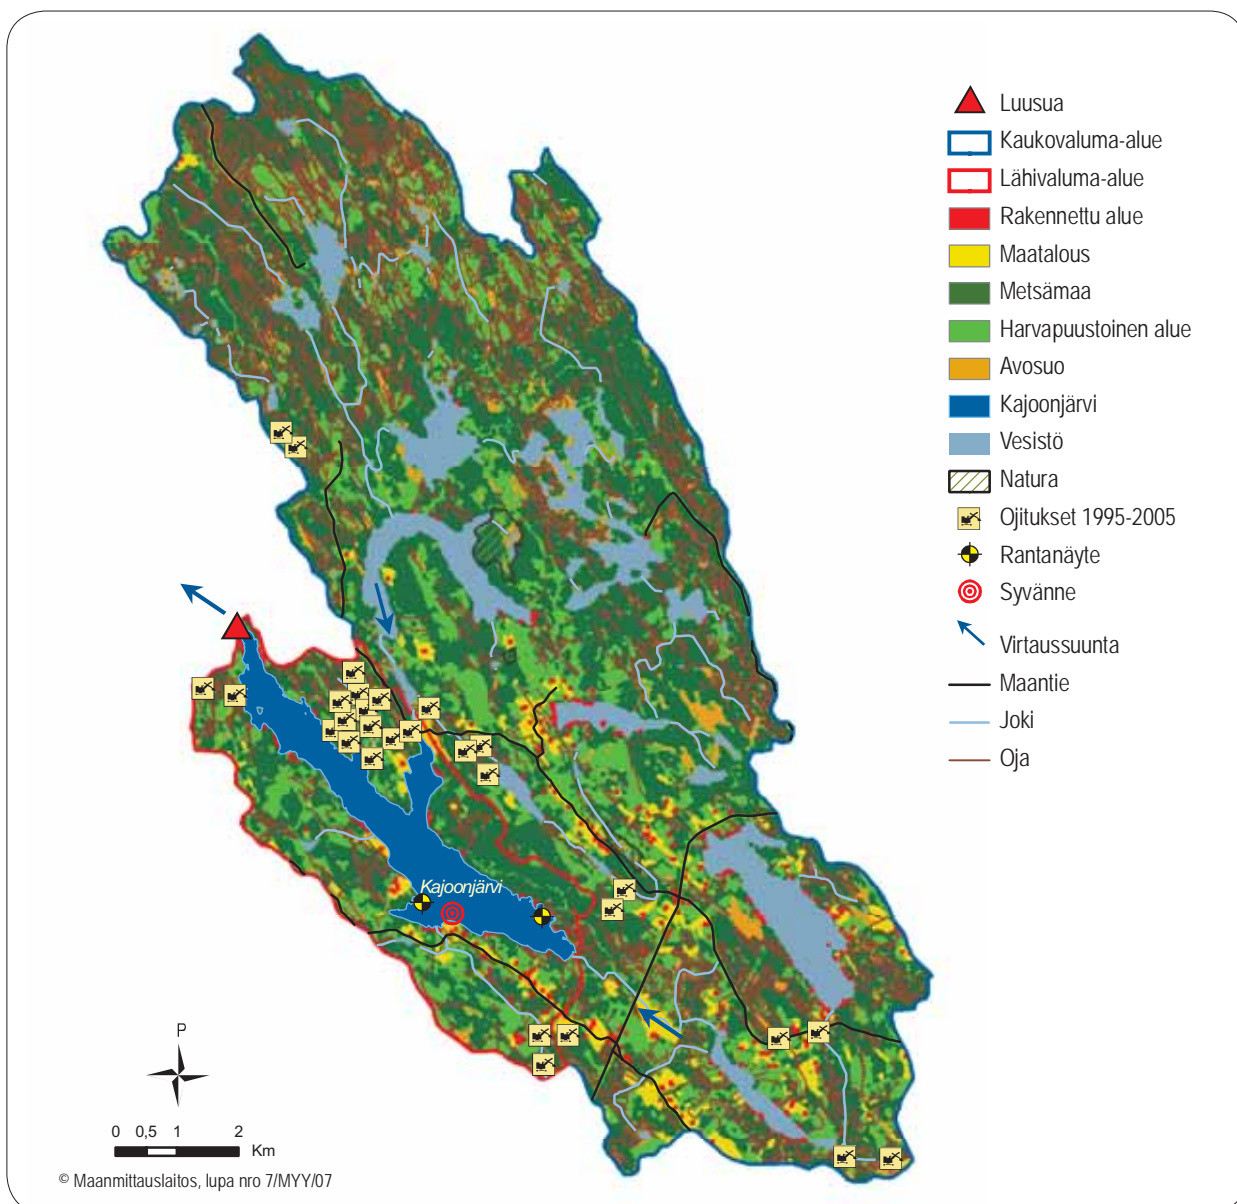 Luusua
Kaukovaluma-alue
Lähivaluma-alue
Rakennettu alue
Maatalous
Metsämaa
Harvapuustoinen alue
Avosuo
Kajoonjärvi
Vesistö
Natura
Ojitukset 1995-2005
Rantanäyte
Syvänne
Virtaussuunta
Maantie
Joki
Oja
Kajoonjärvi
P
0 0,5 1 2
Km
© Maanmittauslaitos, lupa nro 7/MYY/07